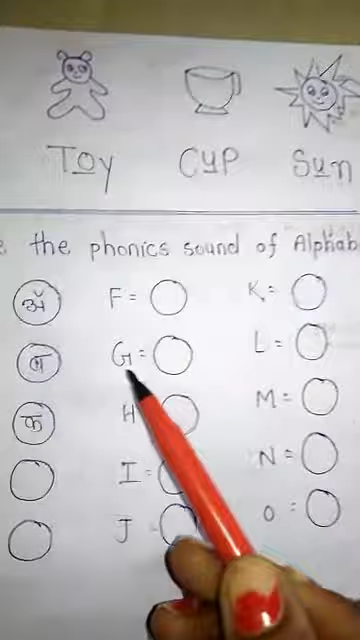 Toy Cup Sun
the phonics sound of Alphab
अॅ F = K =
ब G = L =
क H M =
I = N =
J = O =